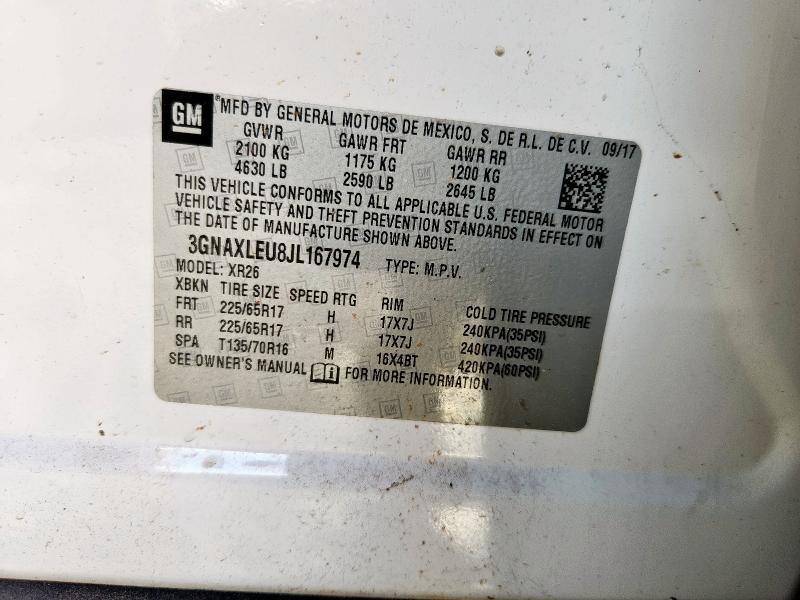 GM ®MFD BY GENERAL MOTORS DE MEXICO, S. DE R.L. DE C.V. 09/17
GVWR GAWR FRT GAWR RR
2100 KG 1175 KG 1200 KG
4630 LB 2590 LB 2645 LB
THIS VEHICLE CONFORMS TO ALL APPLICABLE U.S. FEDERAL MOTOR
VEHICLE SAFETY AND THEFT PREVENTION STANDARDS IN EFFECT ON
THE DATE OF MANUFACTURE SHOWN ABOVE.
3GNAXLEU8JL167974 TYPE: M.P.V.
MODEL: XR26
XBKN TIRE SIZE SPEED RTG RIM COLD TIRE PRESSURE
FRT 225/65R17 H 17X7J 240KPA(35PSI)
RR 225/65R17 H 17X7J 240KPA(35PSI)
SPA T135/70R16 M 16X4BT 420KPA(60PSI)
SEE OWNER'S MANUAL FOR MORE INFORMATION.